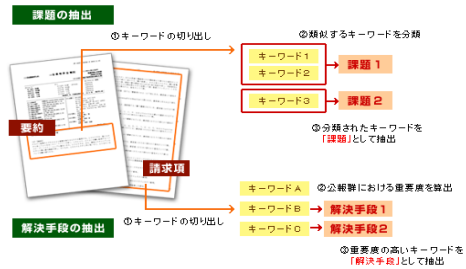 課題の抽出
①キーワードの切り出し
②類似するキーワードを分類
キーワード1
キーワード2
課題1
キーワード3
課題2
③分類されたキーワードを
「課題」として抽出
要約
請求項
解決手段の抽出
①キーワードの切り出し
キーワードA
②公報群における重要度を算出
キーワードB
解決手段1
キーワードC
解決手段2
③重要度の高いキーワードを
「解決手段」として抽出